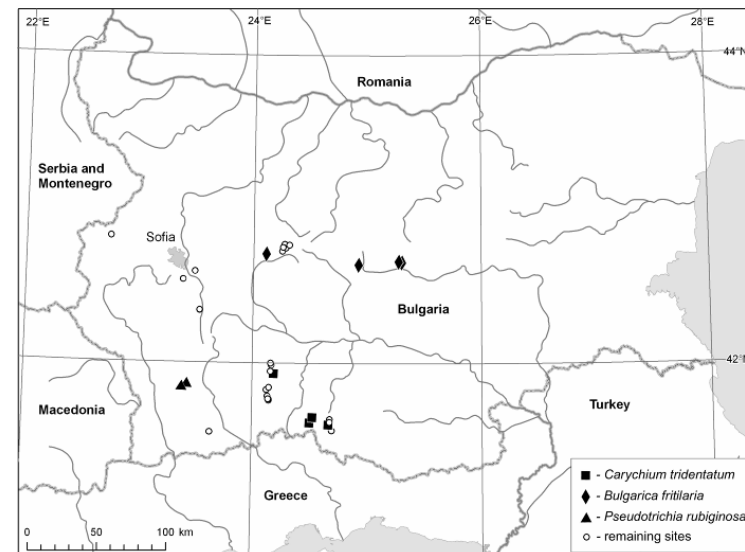 22°E
24°E
26°E
28°E
44°N
Romania
Serbia and
Montenegro
Sofia
Bulgaria
42°N
Macedonia
Turkey
Greece
0 50 100 km
- Carychium tridentatum
- Bulgarica fritilaria
- Pseudotrichia rubiginosa
- remaining sites